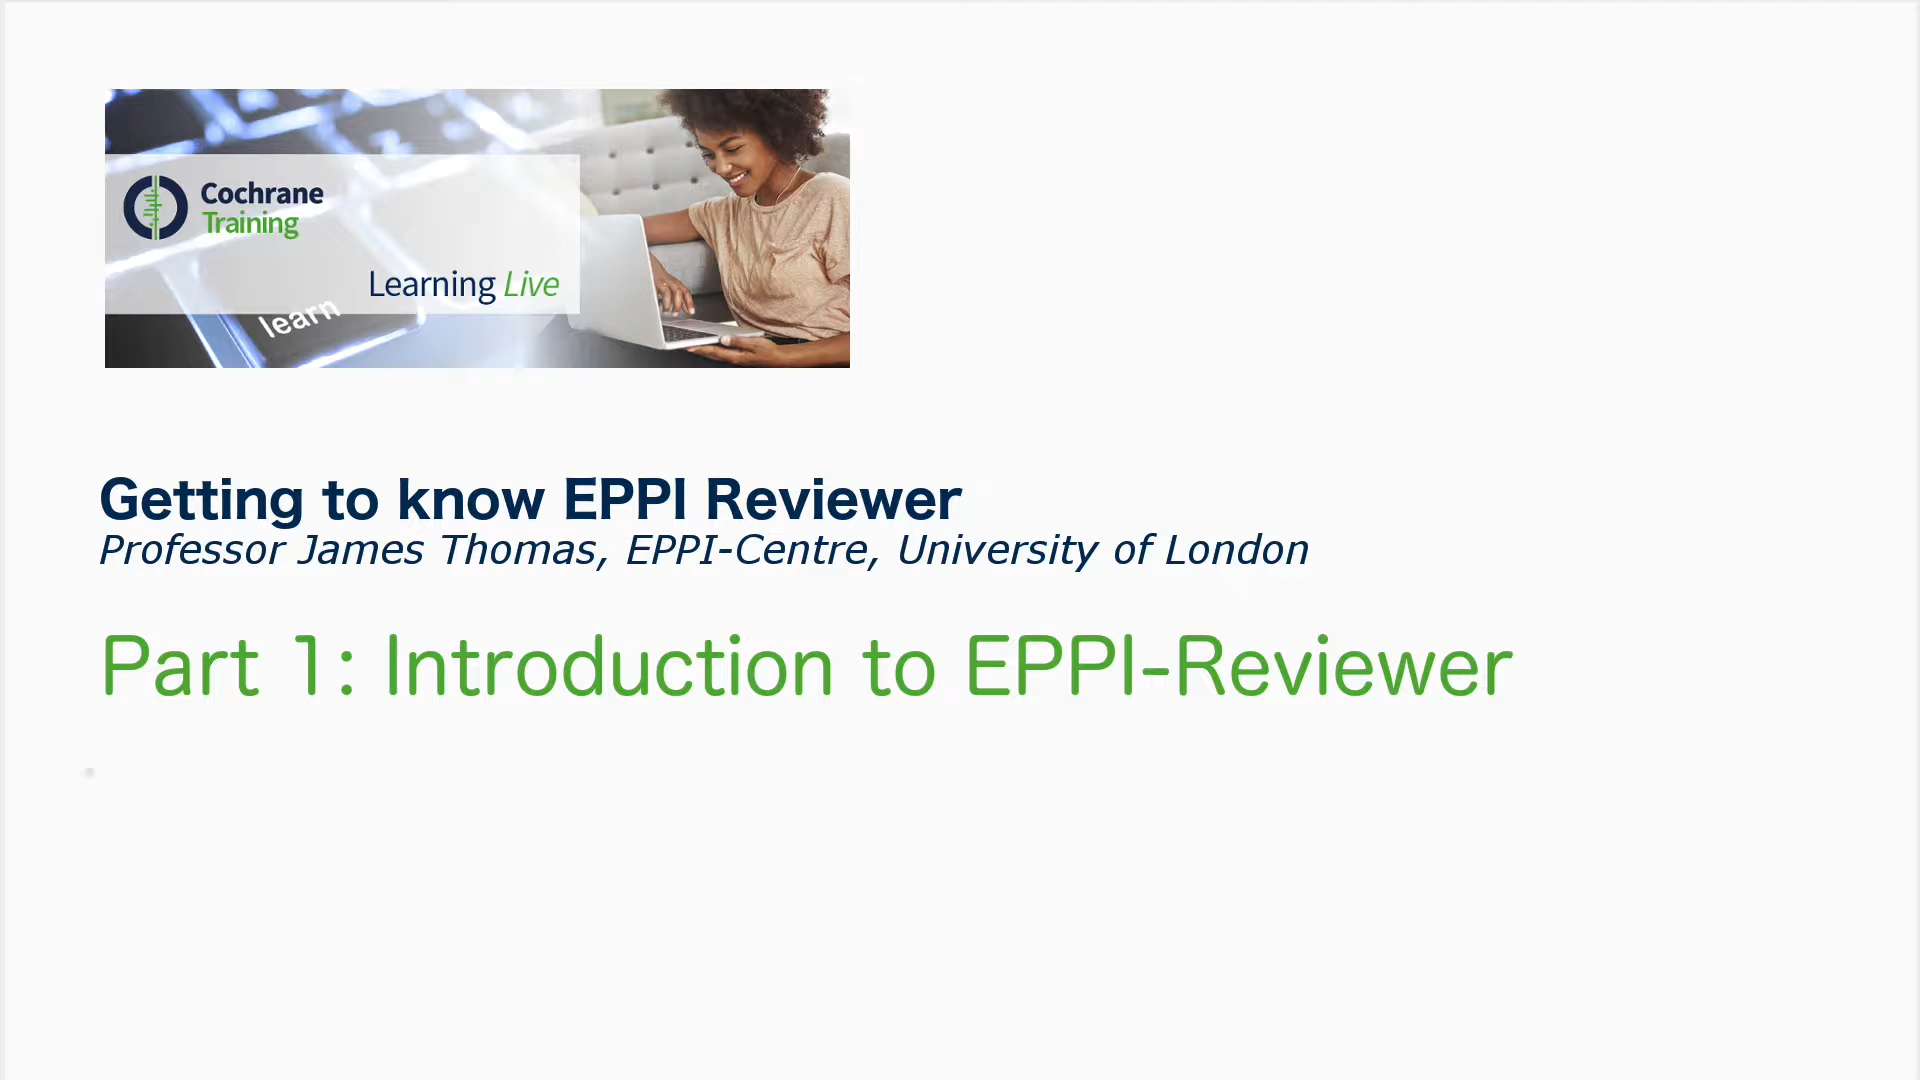 Cochrane
Training
Learning Live
learn
Getting to know EPPI Reviewer
Professor James Thomas, EPPI-Centre, University of London
Part 1: Introduction to EPPI-Reviewer